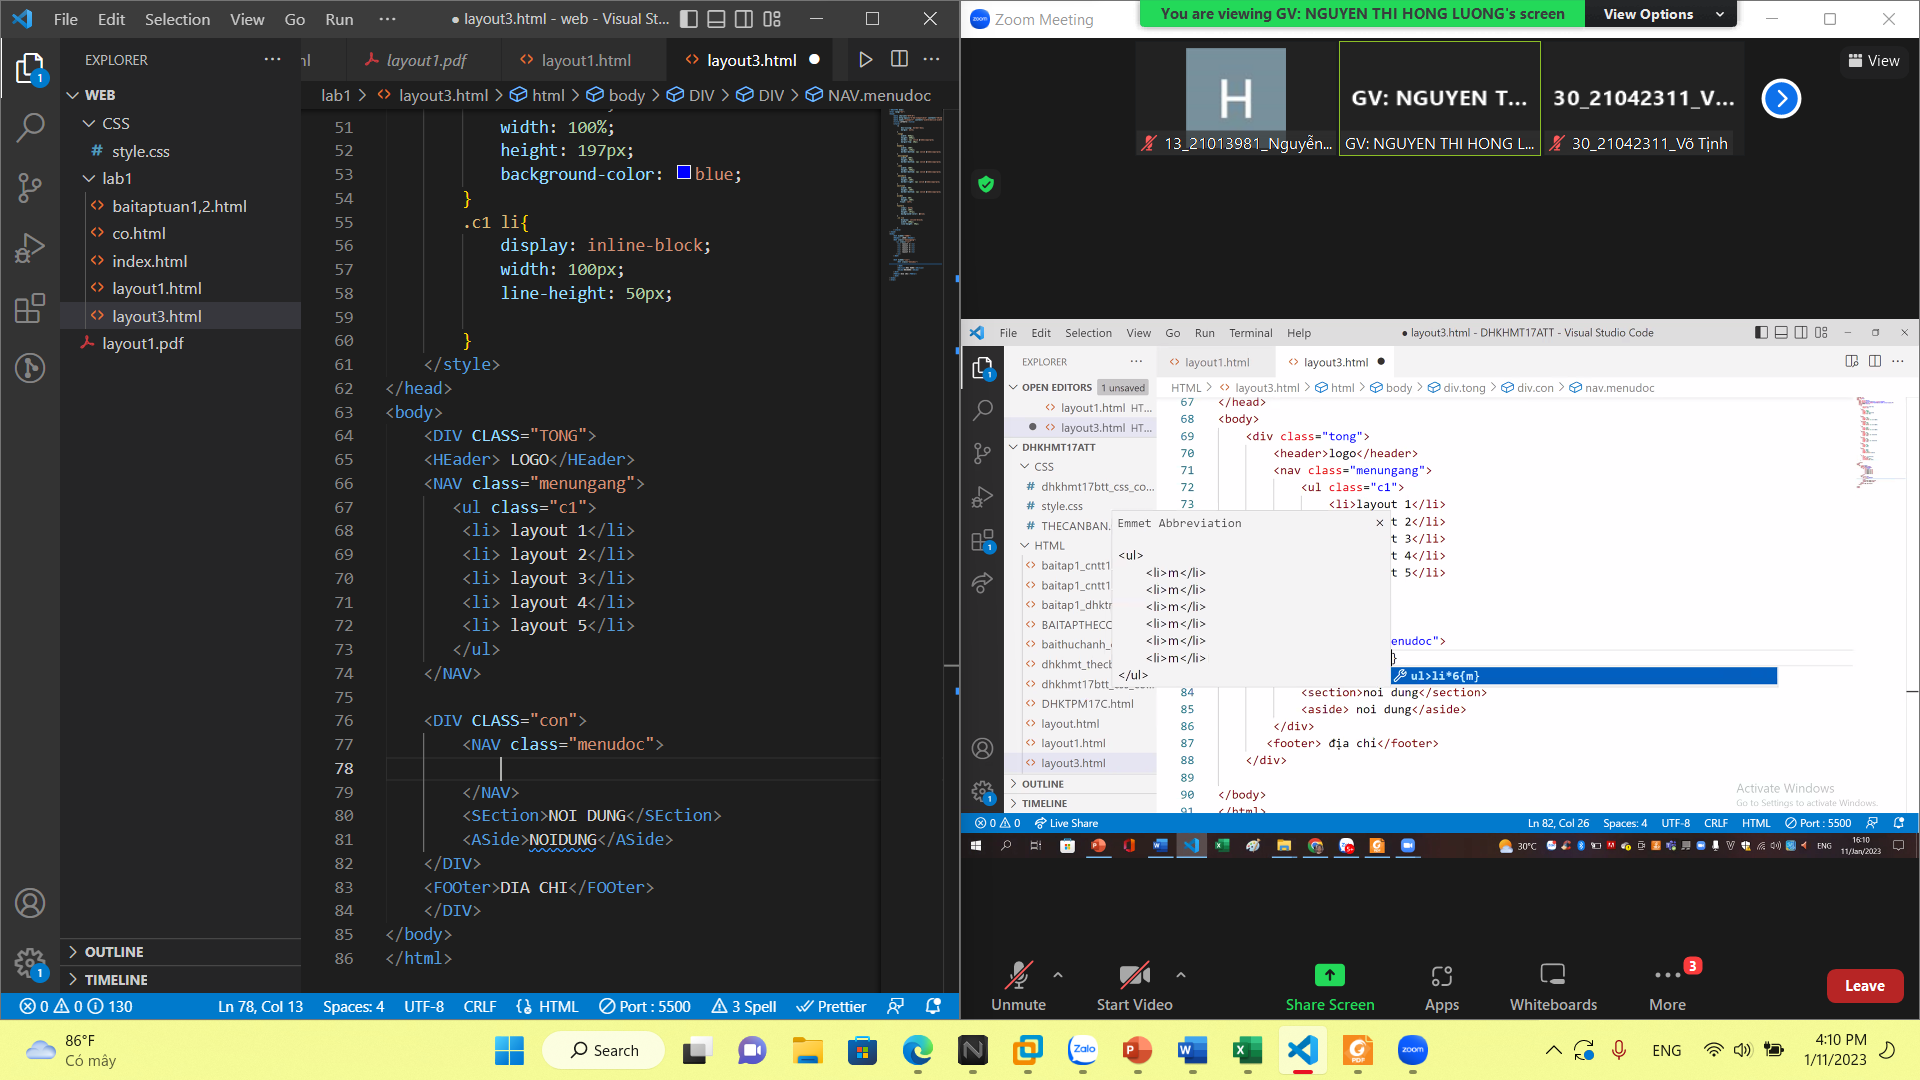 File Edit Selection View Go Run ··· ● layout3.html - web - Visual St...
EXPLORER ···
WEB
CSS
# style.css
lab1
baitaptuan1,2.html
co.html
index.html
layout1.html
layout3.html
layout1.pdf
OUTLINE
TIMELINE
layout1.pdf layout1.html layout3.html ●
lab1 > layout3.html > html > body > DIV > DIV > NAV.menudoc
51 width: 100%;
52 height: 197px;
53 background-color: blue;
54 }
55 .c1 li{
56 display: inline-block;
57 width: 100px;
58 line-height: 50px;
59
60 }
61 </style>
62 </head>
63 <body>
64 <DIV CLASS="TONG">
65 <HEader> LOGO</HEader>
66 <NAV class="menungang">
67 <ul class="c1">
68 <li> layout 1</li>
69 <li> layout 2</li>
70 <li> layout 3</li>
71 <li> layout 4</li>
72 <li> layout 5</li>
73 </ul>
74 </NAV>
75
76 <DIV CLASS="con">
77 <NAV class="menudoc">
78
79 </NAV>
80 <SEction>NOI DUNG</SEction>
81 <ASide>NOIDUNG</ASide>
82 </DIV>
83 <FOOter>DIA CHI</FOOter>
84 </DIV>
85 </body>
86 </html>
0 0 130 Ln 78, Col 13 Spaces: 4 UTF-8 CRLF {} HTML Port : 5500 3 Spell Prettier
Zoom Meeting
You are viewing GV: NGUYEN THI HONG LUONG's screen View Options
View
H
13_21013981_Nguyễn...
GV: NGUYEN T...
GV: NGUYEN THI HONG L...
30_21042311_V...
30_21042311_Võ Tịnh
File Edit Selection View Go Run Terminal Help ● layout3.html - DHKHMT17ATT - Visual Studio Code
EXPLORER ···
OPEN EDITORS 1 unsaved
layout1.html HT...
● layout3.html HT...
DHKHMT17ATT
CSS
# dhkhmt17btt_css_co...
# style.css
# THECANBAN.
HTML
baitap1_cntt1
baitap1_cntt1
baitap1_dhktr
BAITAPTHECC
baithuchanh_
dhkhmt_thecb
DHKTPM17C.html
layout.html
layout1.html
layout3.html
OUTLINE
TIMELINE
layout1.html layout3.html ●
HTML > layout3.html > html > body > div.tong > div.con > nav.menudoc
67 </head>
68 <body>
69 <div class="tong">
70 <header>logo</header>
71 <nav class="menungang">
72 <ul class="c1">
73 <li>layout 1</li>
t 2</li>
t 3</li>
t 4</li>
t 5</li>
Emmet Abbreviation ×
<ul>
<li>m</li>
<li>m</li>
<li>m</li>
<li>m</li>
<li>m</li>
<li>m</li>
</ul>
enudoc">
}
ul>li*6{m}
84 <section>noi dung</section>
85 <aside> noi dung</aside>
86 </div>
87 <footer> địa chỉ</footer>
88 </div>
89
90 </body>
91 </html>
Activate Windows
Go to Settings to activate Windows.
0 0 Live Share Ln 82, Col 26 Spaces: 4 UTF-8 CRLF HTML Port : 5500
30°C ENG 16:10
11/Jan/2023
Unmute Start Video Share Screen Apps Whiteboards More 3 Leave
86°F
Có mây
Search
Zalo
zoom
ENG
4:10 PM
1/11/2023